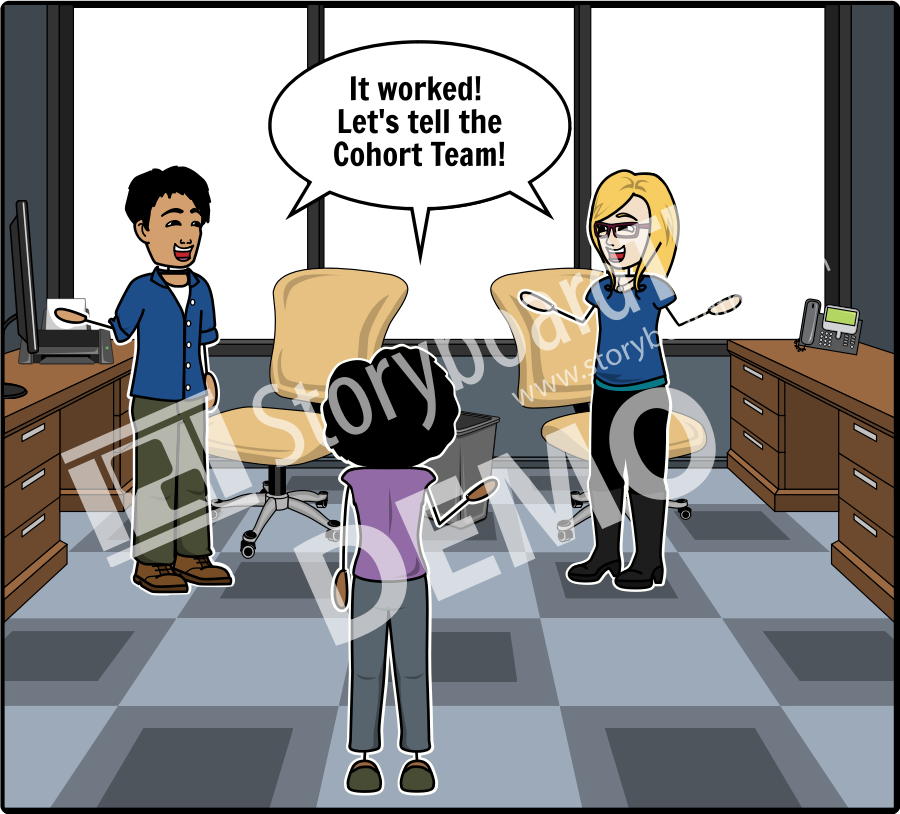 It worked!
Let's tell the
Cohort Team!
Storyboard
www.storyb
DEMO